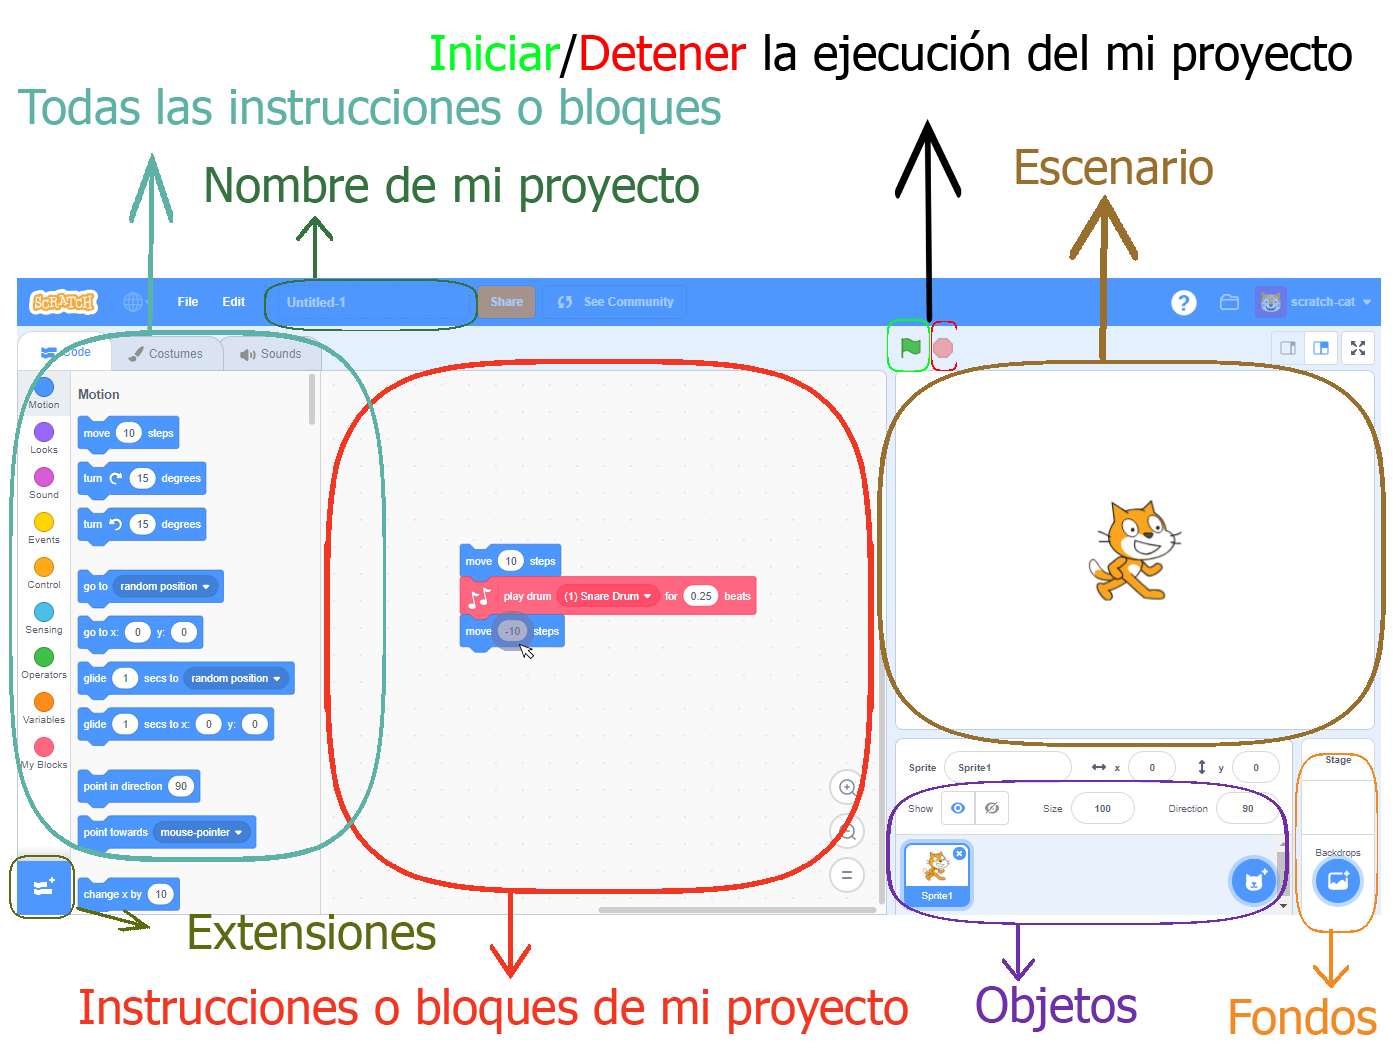 Iniciar/Detener la ejecución del mi proyecto
Todas las instrucciones o bloques
Nombre de mi proyecto
Escenario
SCRATCH File Edit Untitled-1 Share See Community ? scratch-cat
Code Costumes Sounds
Motion
Looks
Sound
Events
Control
Sensing
Operators
Variables
My Blocks
Motion
move 10 steps
turn 15 degrees
turn 15 degrees
go to random position
go to x: 0 y: 0
glide 1 secs to random position
glide 1 secs to x: 0 y: 0
point in direction 90
point towards mouse-pointer
change x by 10
move 10 steps
play drum (1) Snare Drum for 0.25 beats
move -10 steps
Sprite Sprite1 x 0 y 0
Show Size 100 Direction 90
Sprite1
Stage
Backdrops
Extensiones
Instrucciones o bloques de mi proyecto
Objetos
Fondos